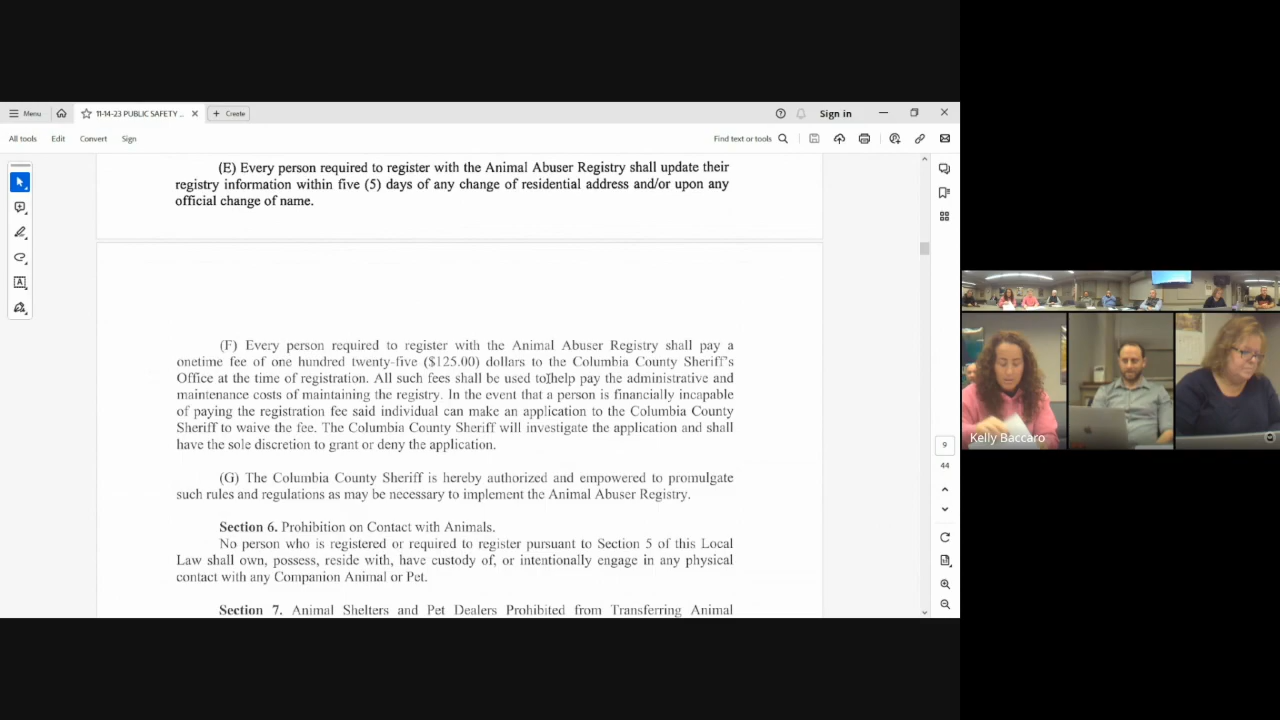 Menu
11-14-23 PUBLIC SAFETY ...
Create
Sign in
All tools
Edit
Convert
Sign
Find text or tools
(E) Every person required to register with the Animal Abuser Registry shall update their
registry information within five (5) days of any change of residential address and/or upon any
official change of name.
(F) Every person required to register with the Animal Abuser Registry shall pay a
onetime fee of one hundred twenty-five ($125.00) dollars to the Columbia County Sheriff's
Office at the time of registration. All such fees shall be used to help pay the administrative and
maintenance costs of maintaining the registry. In the event that a person is financially incapable
of paying the registration fee said individual can make an application to the Columbia County
Sheriff to waive the fee. The Columbia County Sheriff will investigate the application and shall
have the sole discretion to grant or deny the application.
(G) The Columbia County Sheriff is hereby authorized and empowered to promulgate
such rules and regulations as may be necessary to implement the Animal Abuser Registry.
Section 6. Prohibition on Contact with Animals.
No person who is registered or required to register pursuant to Section 5 of this Local
Law shall own, possess, reside with, have custody of, or intentionally engage in any physical
contact with any Companion Animal or Pet.
Section 7. Animal Shelters and Pet Dealers Prohibited from Transferring Animal
9
44
Kelly Baccaro